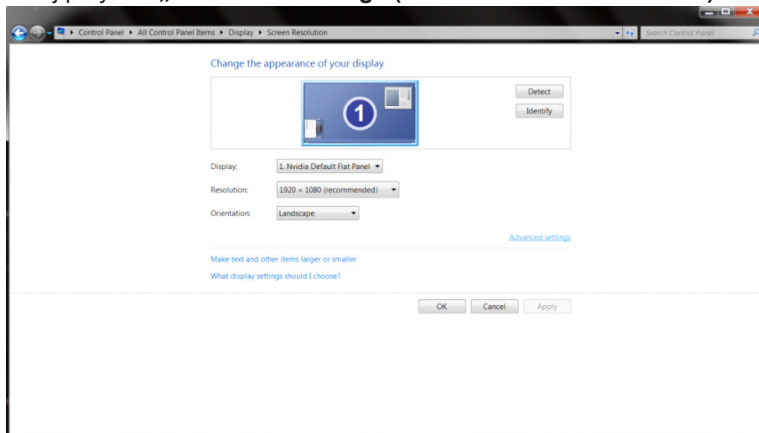 Control Panel ▸ All Control Panel Items ▸ Display ▸ Screen Resolution
Search Control Panel
Change the appearance of your display
1
Detect
Identify
Display: 1. Nvidia Default Flat Panel
Resolution: 1920 × 1080 (recommended)
Orientation: Landscape
Advanced settings
Make text and other items larger or smaller
What display settings should I choose?
OK Cancel Apply